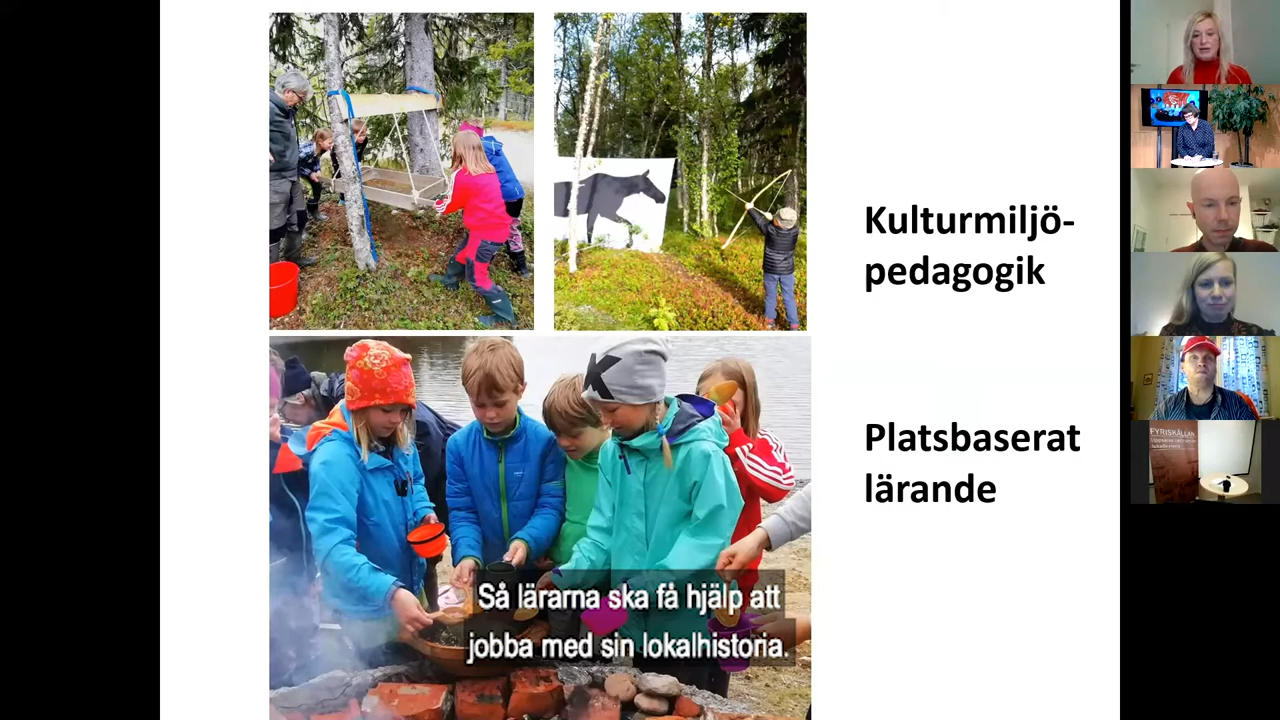 Kulturmiljö-
pedagogik
Platsbaserat
lärande
Så lärarna ska få hjälp att
jobba med sin lokalhistoria.
K
FYRISKÄLLAN